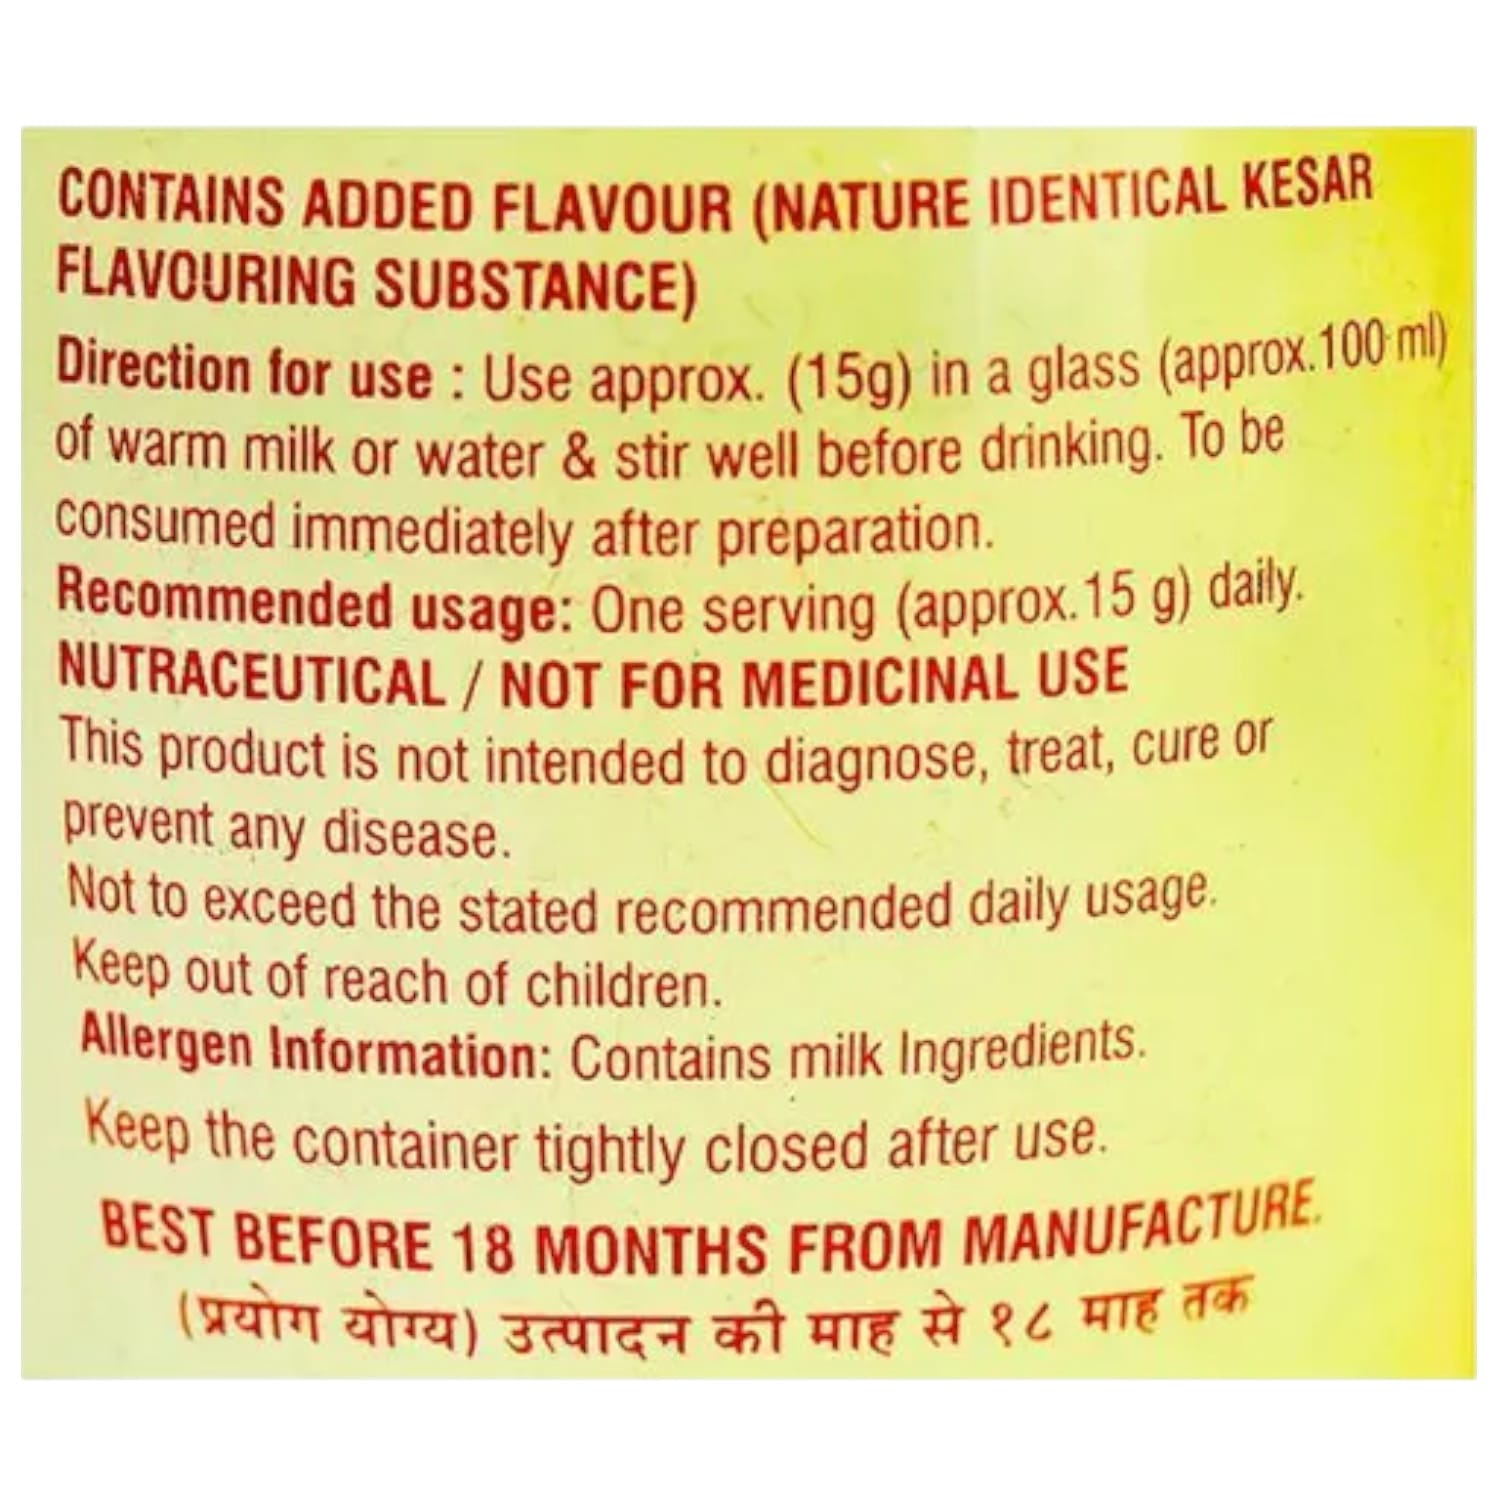 CONTAINS ADDED FLAVOUR (NATURE IDENTICAL KESAR
FLAVOURING SUBSTANCE)
Direction for use : Use approx. (15g) in a glass (approx.100 ml)
of warm milk or water & stir well before drinking. To be
consumed immediately after preparation.
Recommended usage: One serving (approx.15 g) daily.
NUTRACEUTICAL / NOT FOR MEDICINAL USE
This product is not intended to diagnose, treat, cure or
prevent any disease.
Not to exceed the stated recommended daily usage.
Keep out of reach of children.
Allergen Information: Contains milk Ingredients.
Keep the container tightly closed after use.
BEST BEFORE 18 MONTHS FROM MANUFACTURE.
(प्रयोग योग्य) उत्पादन की माह से १८ माह तक